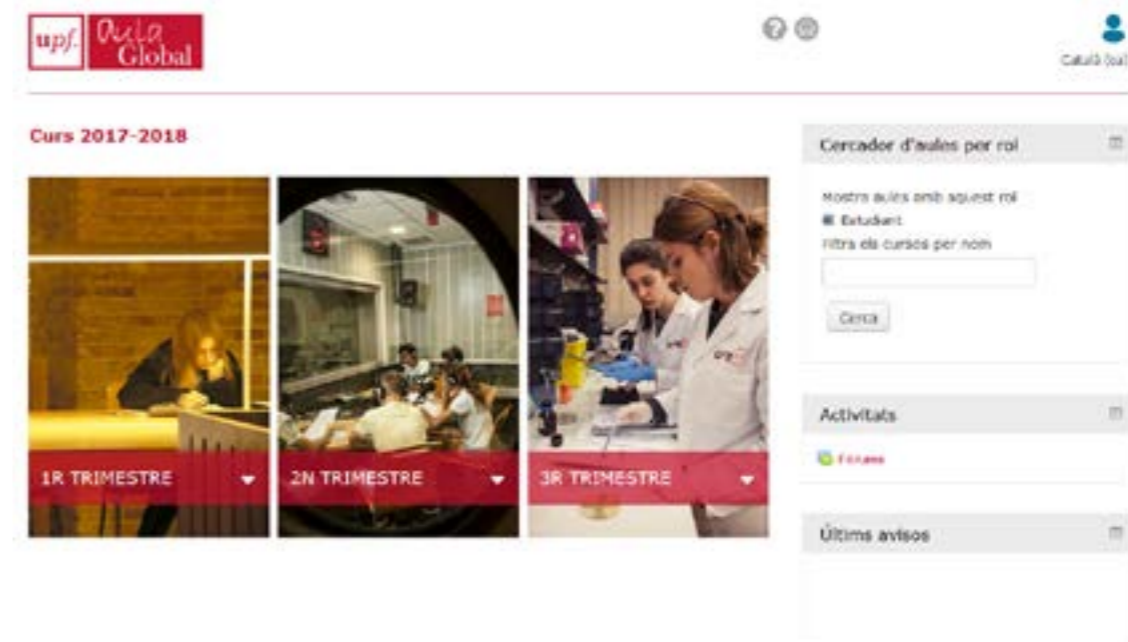 upf.
Aula
Global
Català (ca)
Curs 2017-2018
1R TRIMESTRE
2N TRIMESTRE
3R TRIMESTRE
Cercador d'aules per rol
Mostra aules amb aquest rol
Estudiant
Filtra els cursos per nom
Cerca
Activitats
Fòrums
Últims avisos